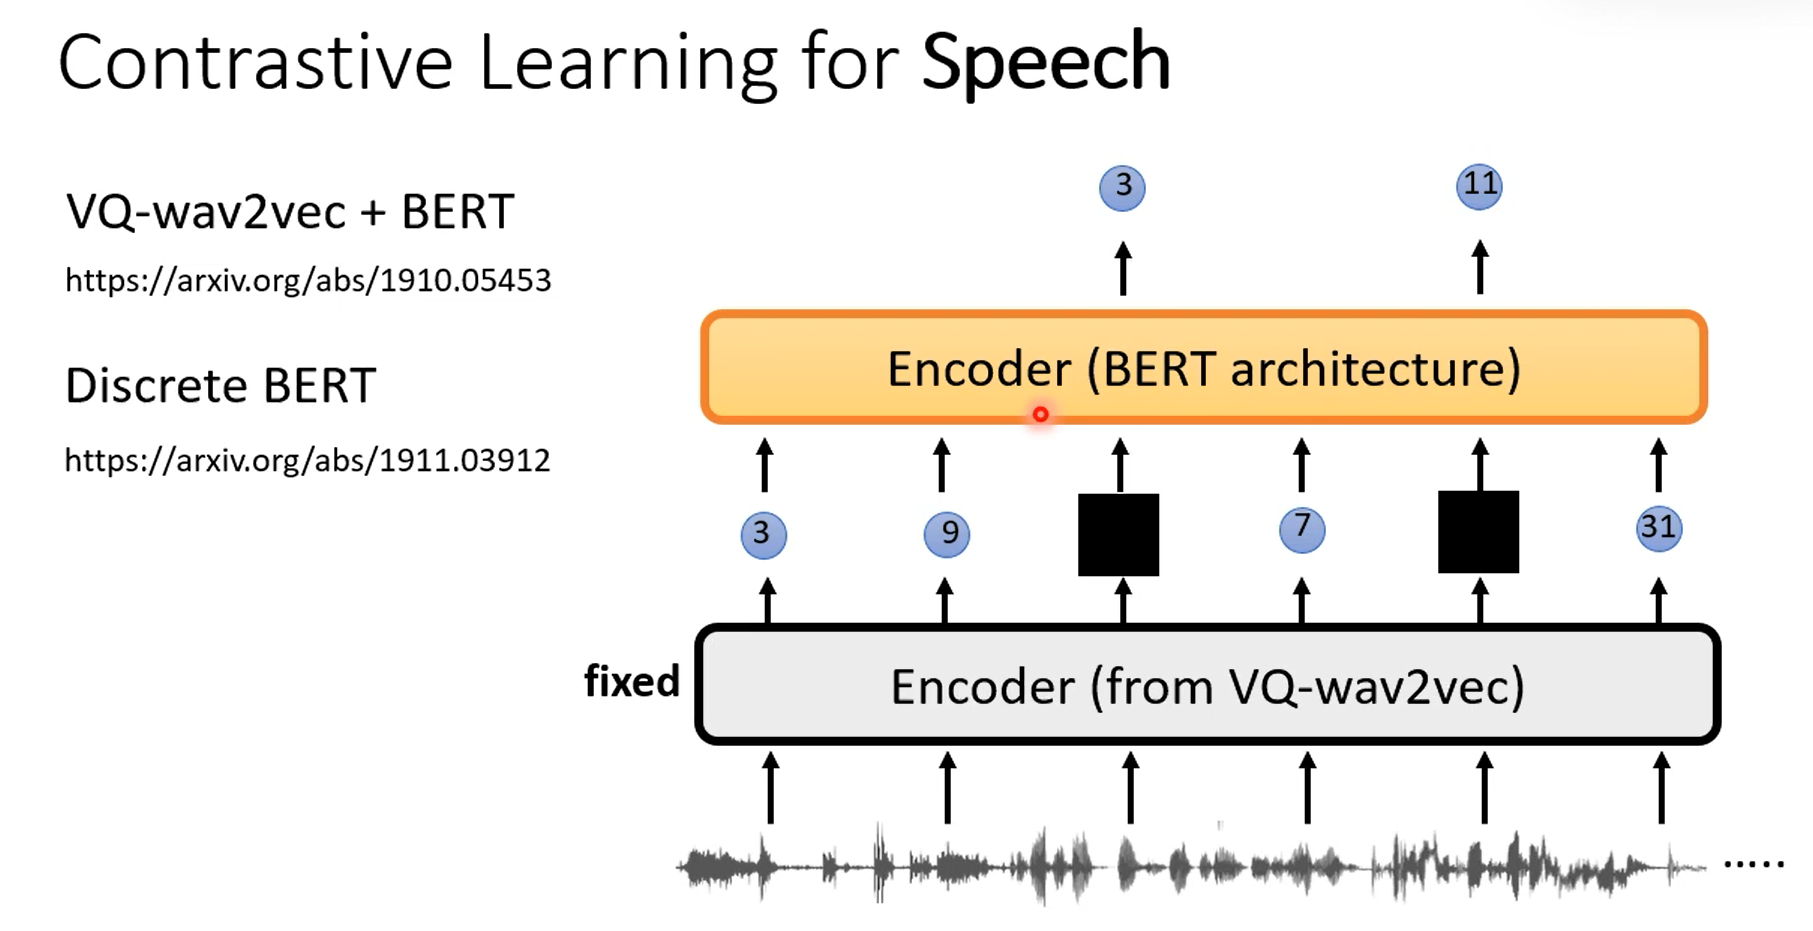 Contrastive Learning for Speech
VQ-wav2vec + BERT
https://arxiv.org/abs/1910.05453
Discrete BERT
https://arxiv.org/abs/1911.03912
3 11
Encoder (BERT architecture)
3 9 7 31
fixed
Encoder (from VQ-wav2vec)
.....